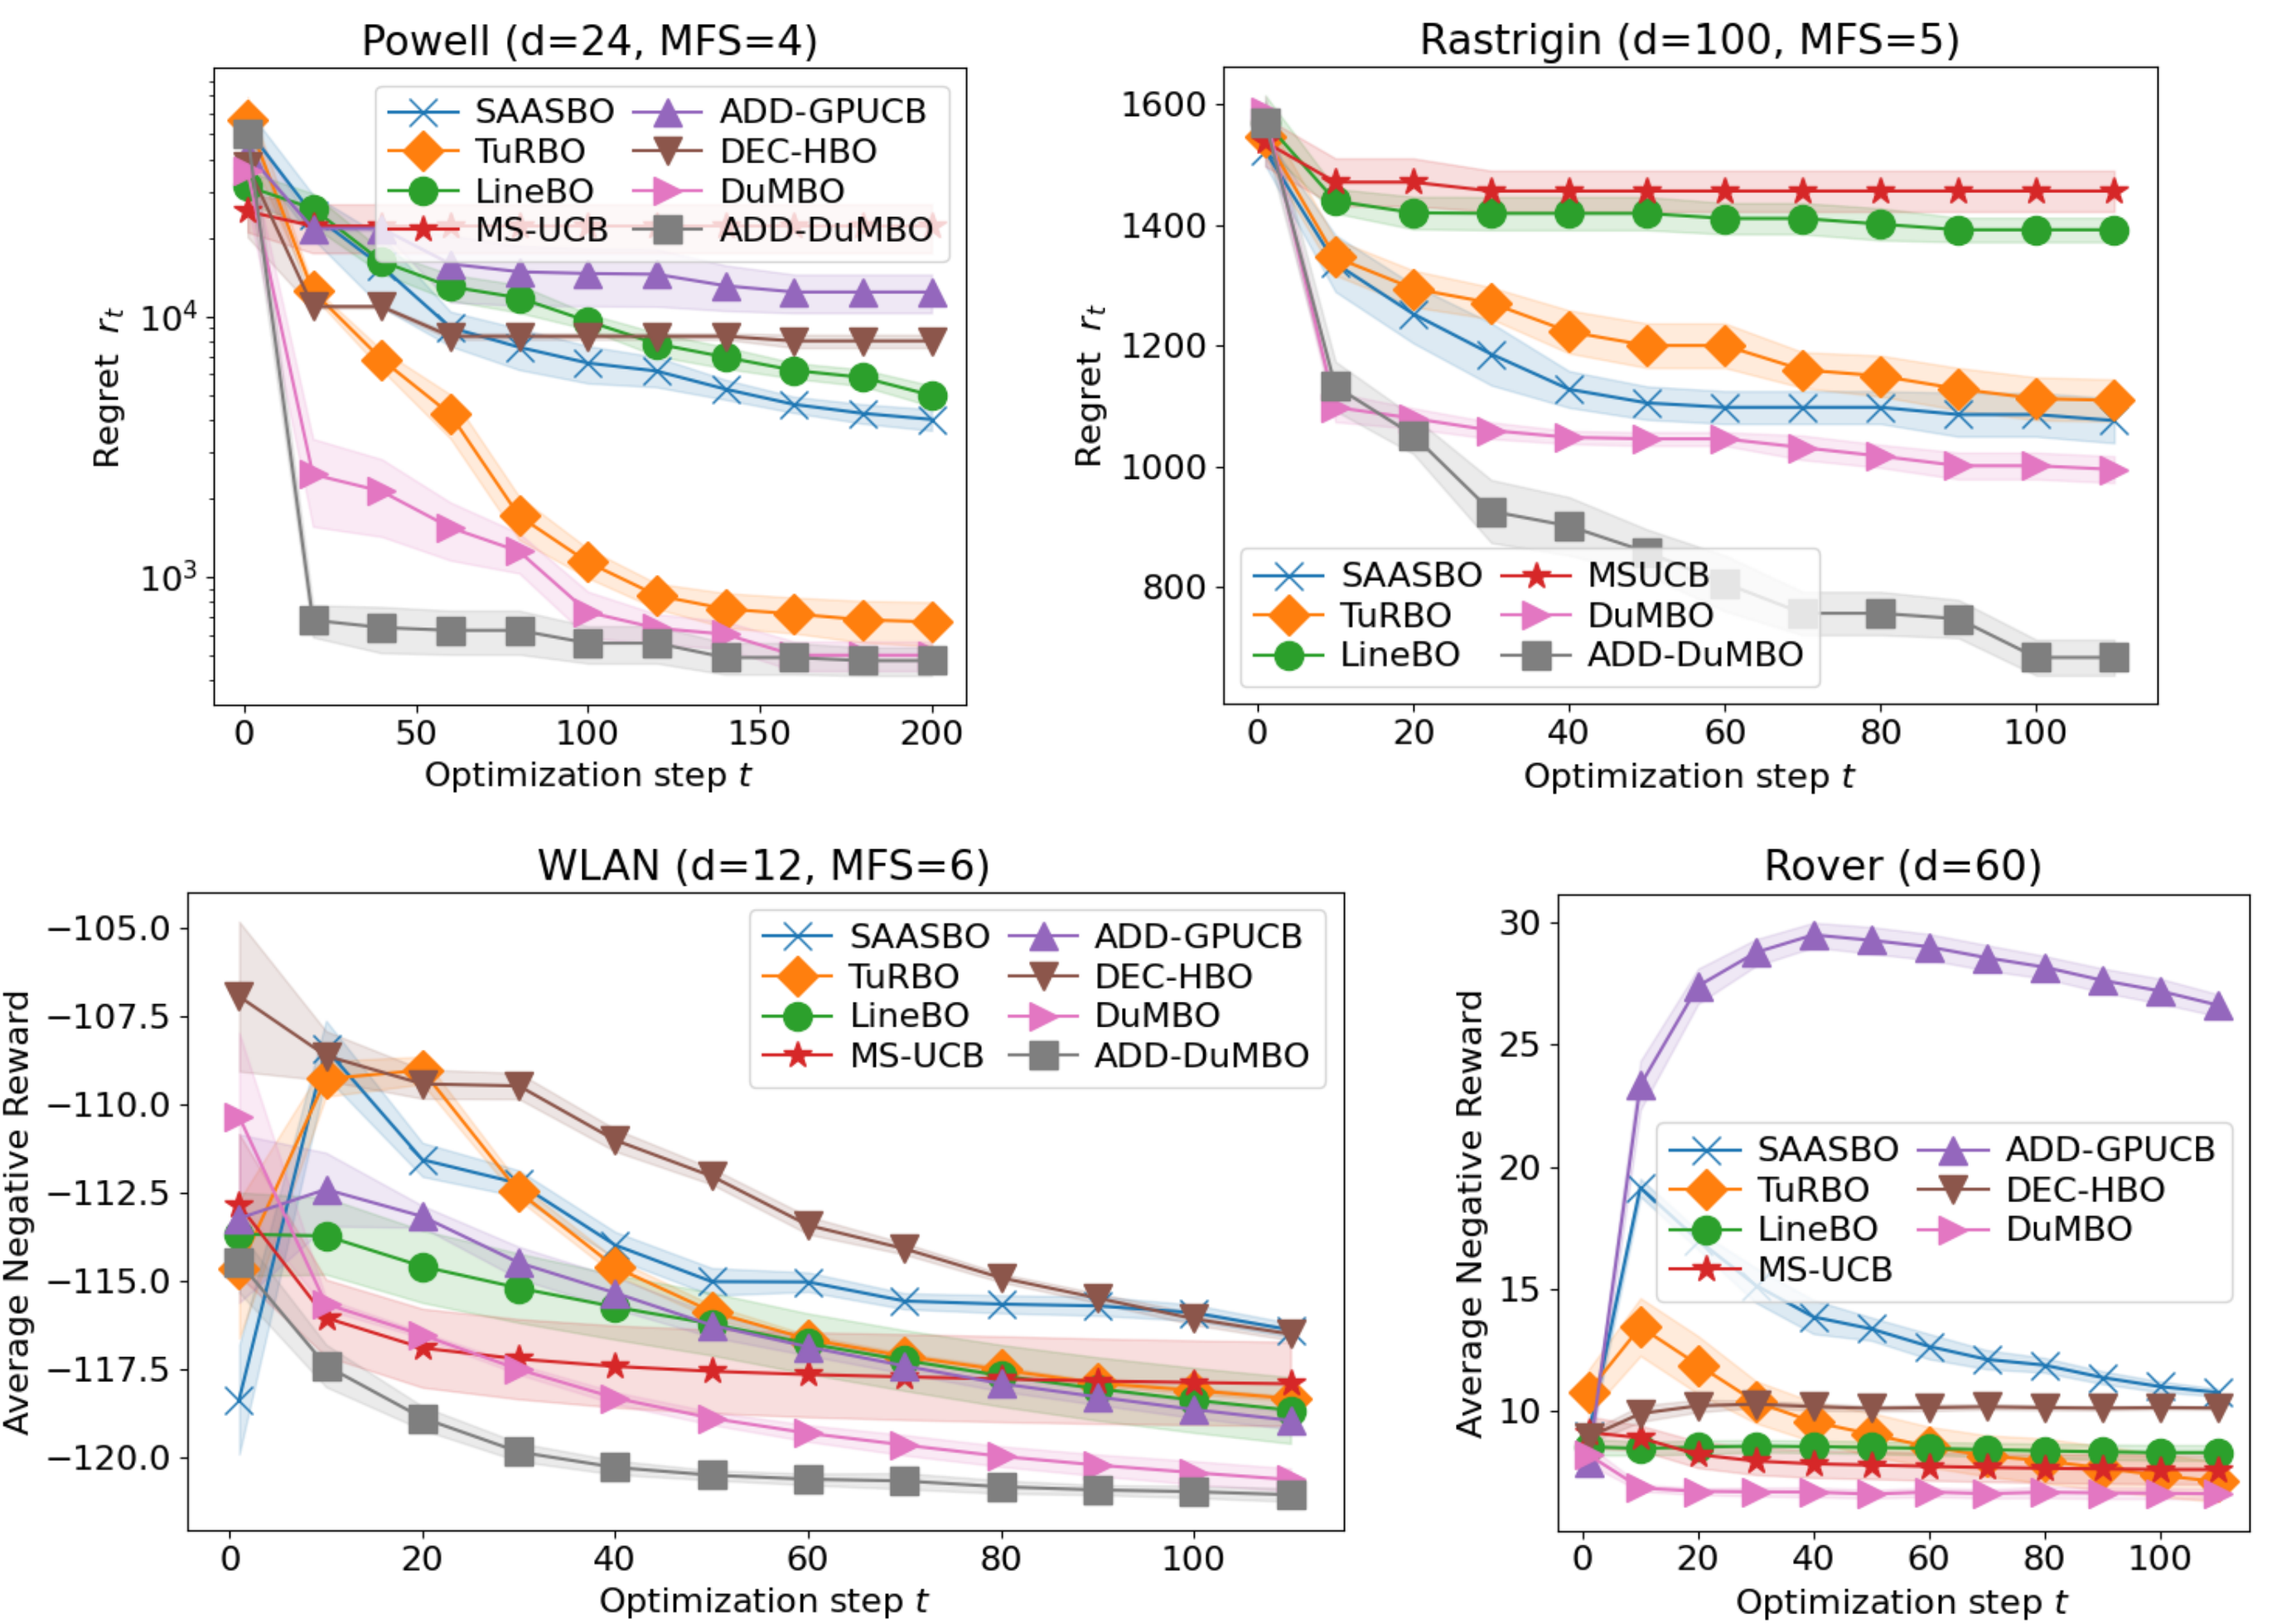 Powell (d=24, MFS=4)
SAASBO
TuRBO
LineBO
MS-UCB
ADD-GPUCB
DEC-HBO
DuMBO
ADD-DuMBO
10^4
10^3
Regret r_t
0 50 100 150 200
Optimization step t
Rastrigin (d=100, MFS=5)
1600
1400
1200
1000
800
Regret r_t
SAASBO
TuRBO
LineBO
MSUCB
DuMBO
ADD-DuMBO
0 20 40 60 80 100
Optimization step t
WLAN (d=12, MFS=6)
−105.0
−107.5
−110.0
−112.5
−115.0
−117.5
−120.0
Average Negative Reward
SAASBO
TuRBO
LineBO
MS-UCB
ADD-GPUCB
DEC-HBO
DuMBO
ADD-DuMBO
0 20 40 60 80 100
Optimization step t
Rover (d=60)
30
25
20
15
10
Average Negative Reward
SAASBO
TuRBO
LineBO
MS-UCB
ADD-GPUCB
DEC-HBO
DuMBO
0 20 40 60 80 100
Optimization step t